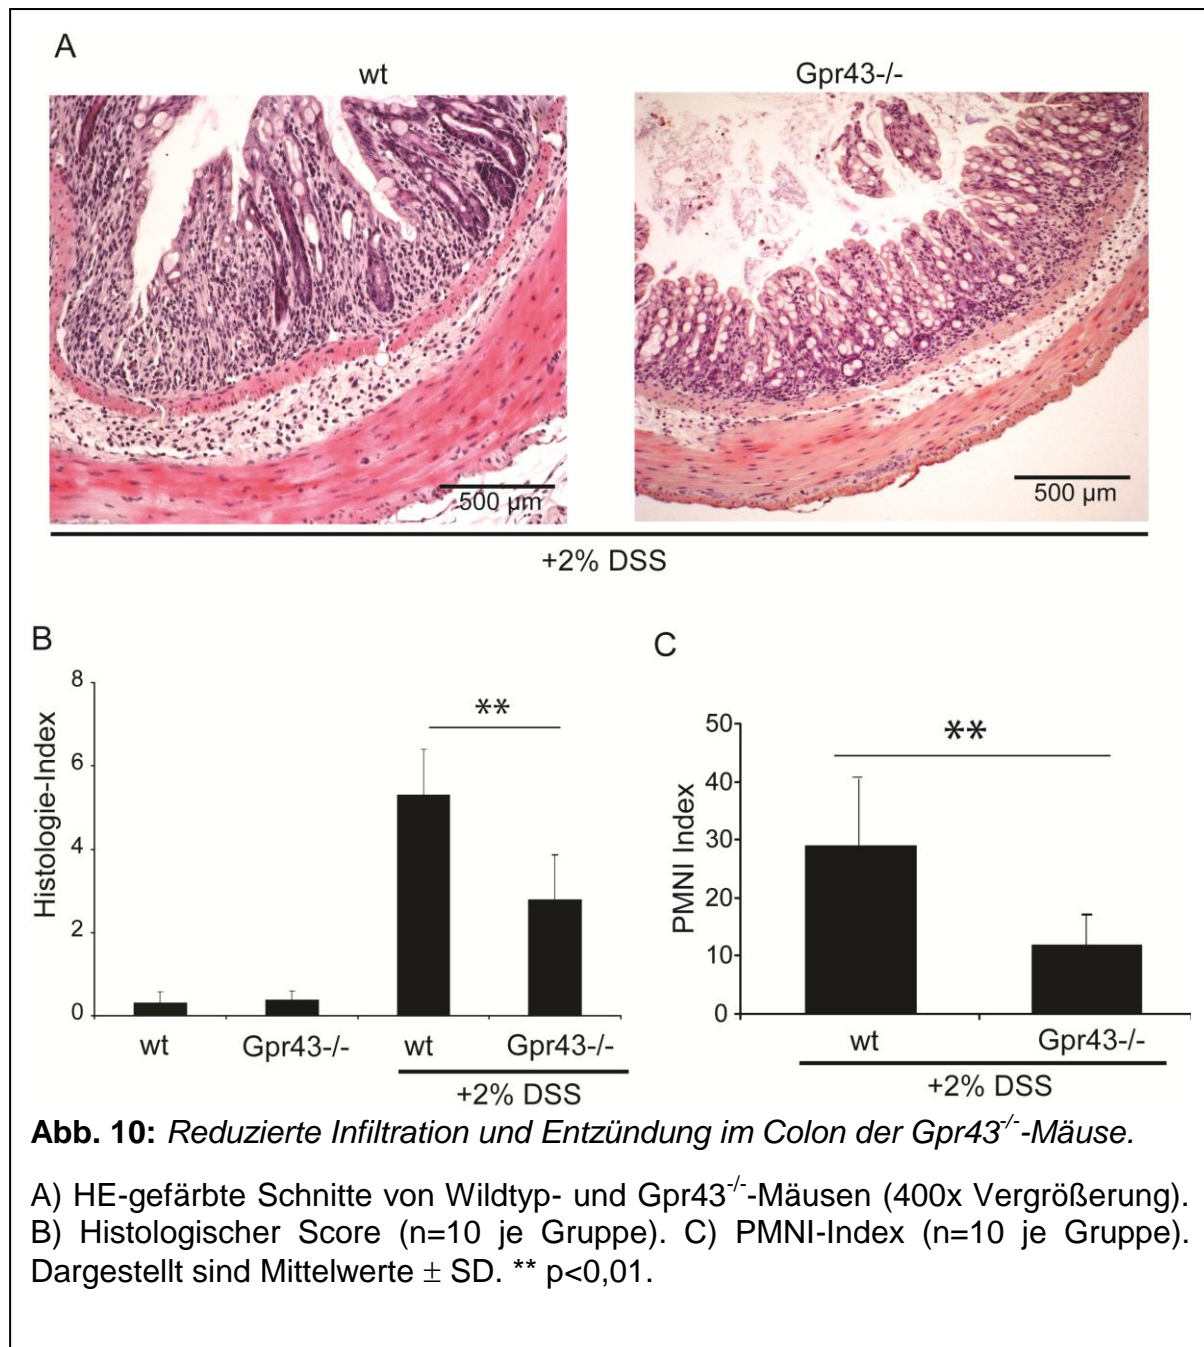 A
wt
Gpr43-/-
500 µm
500 µm
+2% DSS
B
Histologie-Index
8
6
4
2
0
**
wt
Gpr43-/-
wt
Gpr43-/-
+2% DSS
C
PMNI Index
50
40
30
20
10
0
**
wt
Gpr43-/-
+2% DSS
Abb. 10: Reduzierte Infiltration und Entzündung im Colon der Gpr43-/--Mäuse.
A) HE-gefärbte Schnitte von Wildtyp- und Gpr43-/--Mäusen (400x Vergrößerung).
B) Histologischer Score (n=10 je Gruppe). C) PMNI-Index (n=10 je Gruppe).
Dargestellt sind Mittelwerte ± SD. ** p<0,01.